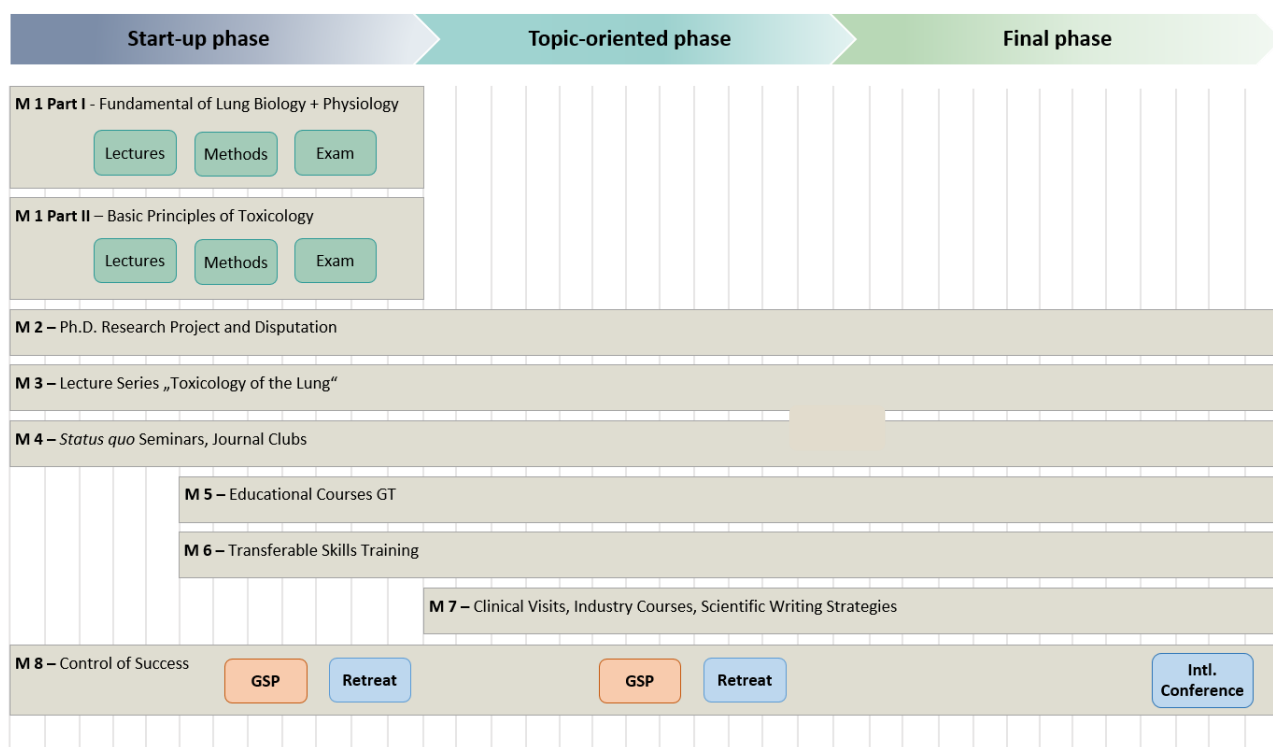 Start-up phase
Topic-oriented phase
Final phase
M 1 Part I - Fundamental of Lung Biology + Physiology
Lectures
Methods
Exam
M 1 Part II – Basic Principles of Toxicology
Lectures
Methods
Exam
M 2 – Ph.D. Research Project and Disputation
M 3 – Lecture Series „Toxicology of the Lung“
M 4 – Status quo Seminars, Journal Clubs
M 5 – Educational Courses GT
M 6 – Transferable Skills Training
M 7 – Clinical Visits, Industry Courses, Scientific Writing Strategies
M 8 – Control of Success
GSP
Retreat
GSP
Retreat
Intl.
Conference